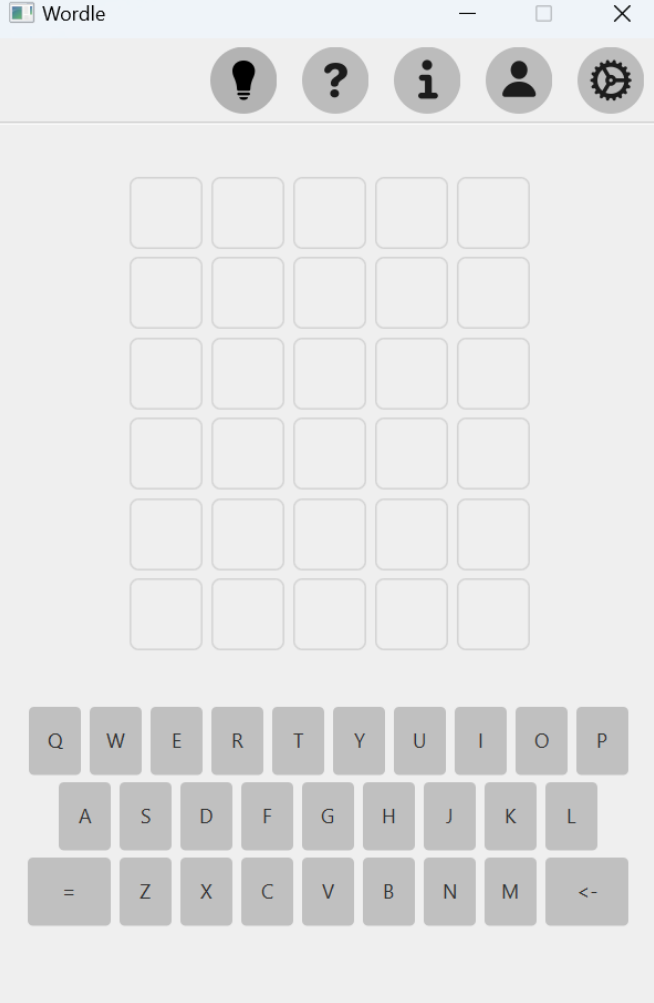 Wordle
? i
Q W E R T Y U I O P
A S D F G H J K L
= Z X C V B N M <-